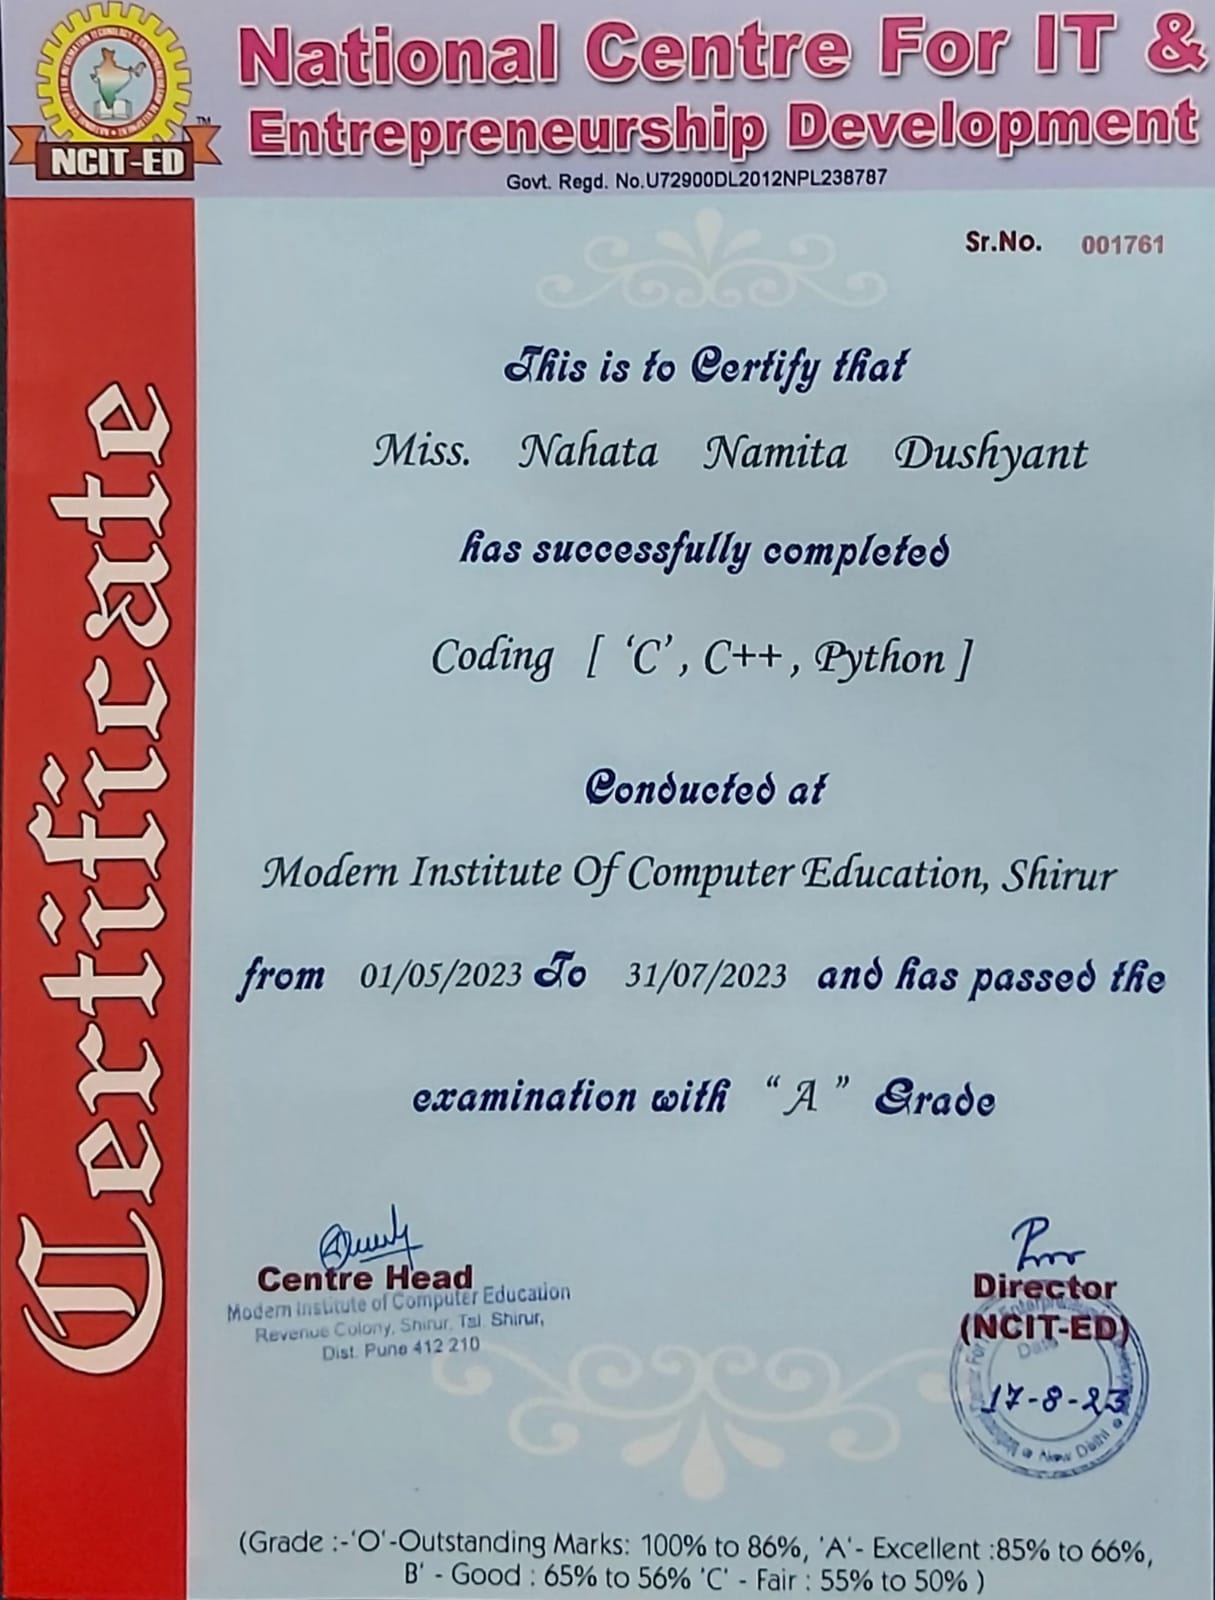 National Centre For IT &
Entrepreneurship Development
NCIT-ED
TM
Govt. Regd. No.U72900DL2012NPL238787
Sr.No. 001761
Certificate
This is to Certify that
Miss. Nahata Namita Dushyant
has successfully completed
Coding [ 'C', C++, Python ]
Conducted at
Modern Institute Of Computer Education, Shirur
from 01/05/2023 To 31/07/2023 and has passed the
examination with “ A ” Grade
Centre Head
Modern Institute of Computer Education
Revenue Colony, Shirur, Tal. Shirur,
Dist. Pune 412 210
Director
(NCIT-ED)
Date
17-8-23
New Delhi
(Grade :-'O'-Outstanding Marks: 100% to 86%, 'A'- Excellent :85% to 66%,
B' - Good : 65% to 56% 'C' - Fair : 55% to 50% )